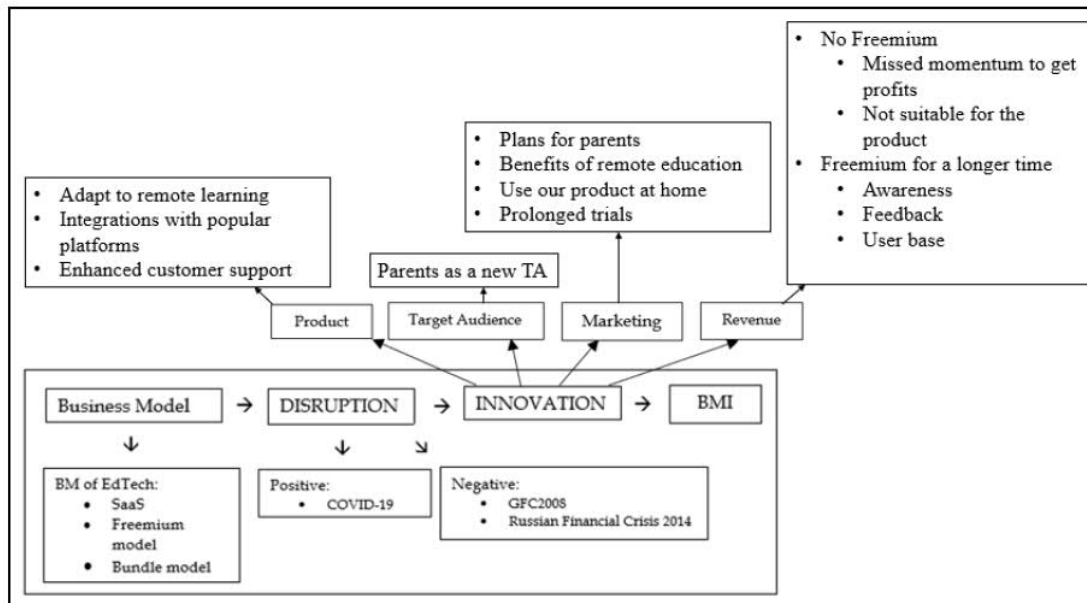 • No Freemium
• Missed momentum to get
profits
• Not suitable for the
product
• Freemium for a longer time
• Awareness
• Feedback
• User base
• Plans for parents
• Benefits of remote education
• Use our product at home
• Prolonged trials
• Adapt to remote learning
• Integrations with popular
platforms
• Enhanced customer support
Parents as a new TA
Product
Target Audience
Marketing
Revenue
Business Model → DISRUPTION → INNOVATION → BMI
BM of EdTech:
• SaaS
• Freemium
model
• Bundle model
Positive:
• COVID-19
Negative:
• GFC2008
• Russian Financial Crisis 2014